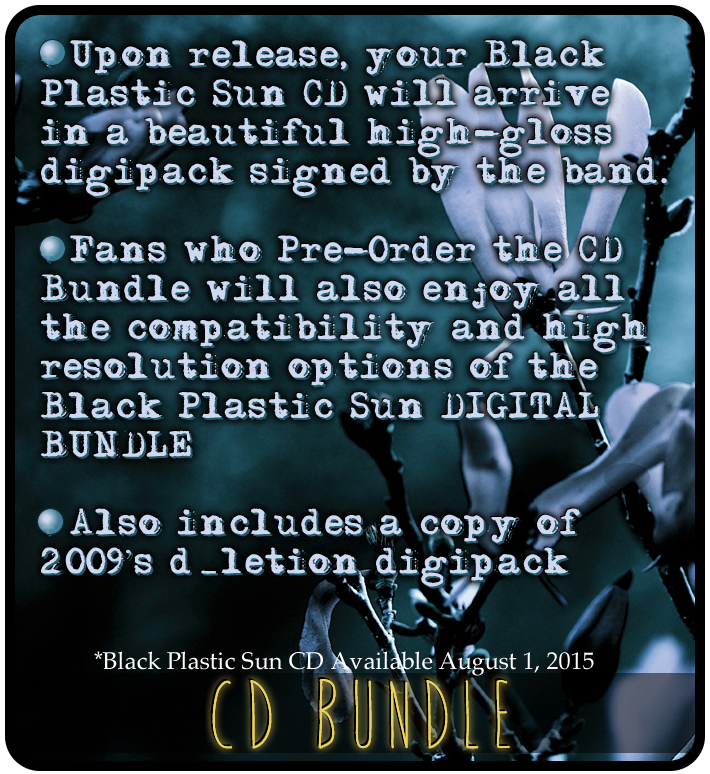 Upon release, your Black
Plastic Sun CD will arrive
in a beautiful high-gloss
digipack signed by the band.
Fans who Pre-Order the CD
Bundle will also enjoy all
the compatibility and high
resolution options of the
Black Plastic Sun DIGITAL
BUNDLE
Also includes a copy of
2009's d_letion digipack
*Black Plastic Sun CD Available August 1, 2015
CD BUNDLE